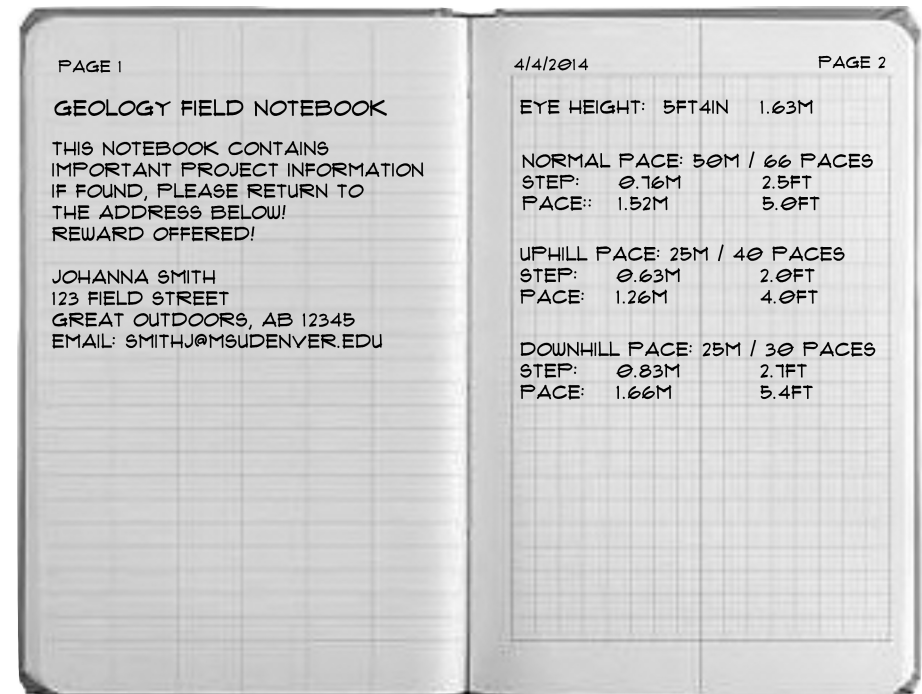 PAGE 1
GEOLOGY FIELD NOTEBOOK
THIS NOTEBOOK CONTAINS
IMPORTANT PROJECT INFORMATION
IF FOUND, PLEASE RETURN TO
THE ADDRESS BELOW!
REWARD OFFERED!
JOHANNA SMITH
123 FIELD STREET
GREAT OUTDOORS, AB 12345
EMAIL: SMITHJ@MSUDENVER.EDU
4/4/2014 PAGE 2
EYE HEIGHT: 5FT4IN 1.63M
NORMAL PACE: 50M / 66 PACES
STEP: 0.76M 2.5FT
PACE:: 1.52M 5.0FT
UPHILL PACE: 25M / 40 PACES
STEP: 0.63M 2.0FT
PACE: 1.26M 4.0FT
DOWNHILL PACE: 25M / 30 PACES
STEP: 0.83M 2.7FT
PACE: 1.66M 5.4FT